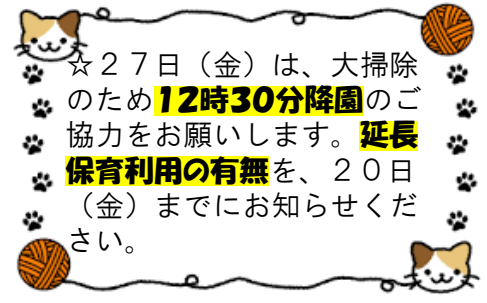 ☆２７日（金）は、大掃除
のため12時30分降園のご
協力をお願いします。延長
保育利用の有無を、２０日
（金）までにお知らせくだ
さい。